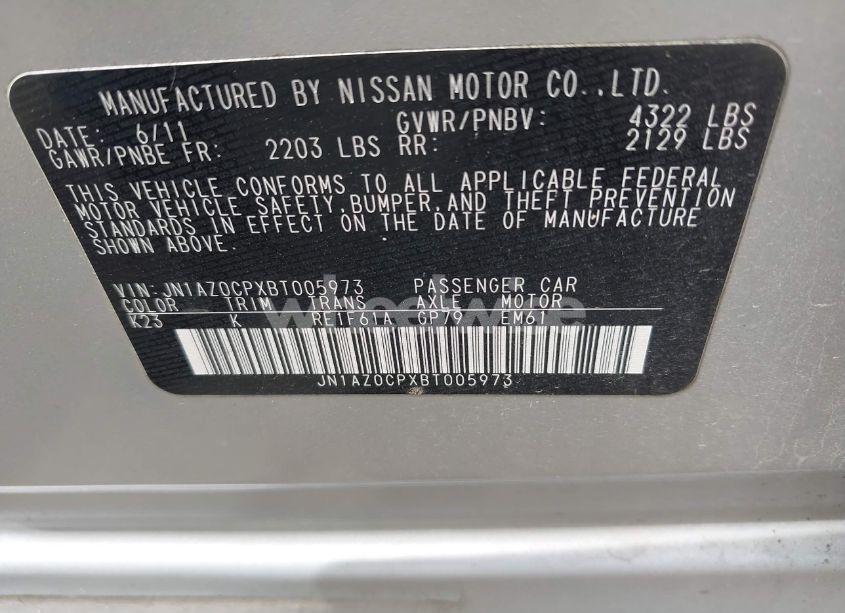 MANUFACTURED BY NISSAN MOTOR CO.,LTD.
DATE: 6/11 GVWR/PNBV: 4322 LBS
GAWR/PNBE FR: 2203 LBS RR: 2129 LBS
THIS VEHICLE CONFORMS TO ALL APPLICABLE FEDERAL
MOTOR VEHICLE SAFETY,BUMPER,AND THEFT PREVENTION
STANDARDS IN EFFECT ON THE DATE OF MANUFACTURE
SHOWN ABOVE.
VIN:JN1AZ0CPXBT005973 PASSENGER CAR
COLOR TRIM TRANS AXLE MOTOR
K23 K RE1F61A GP79 EM61
JN1AZ0CPXBT005973